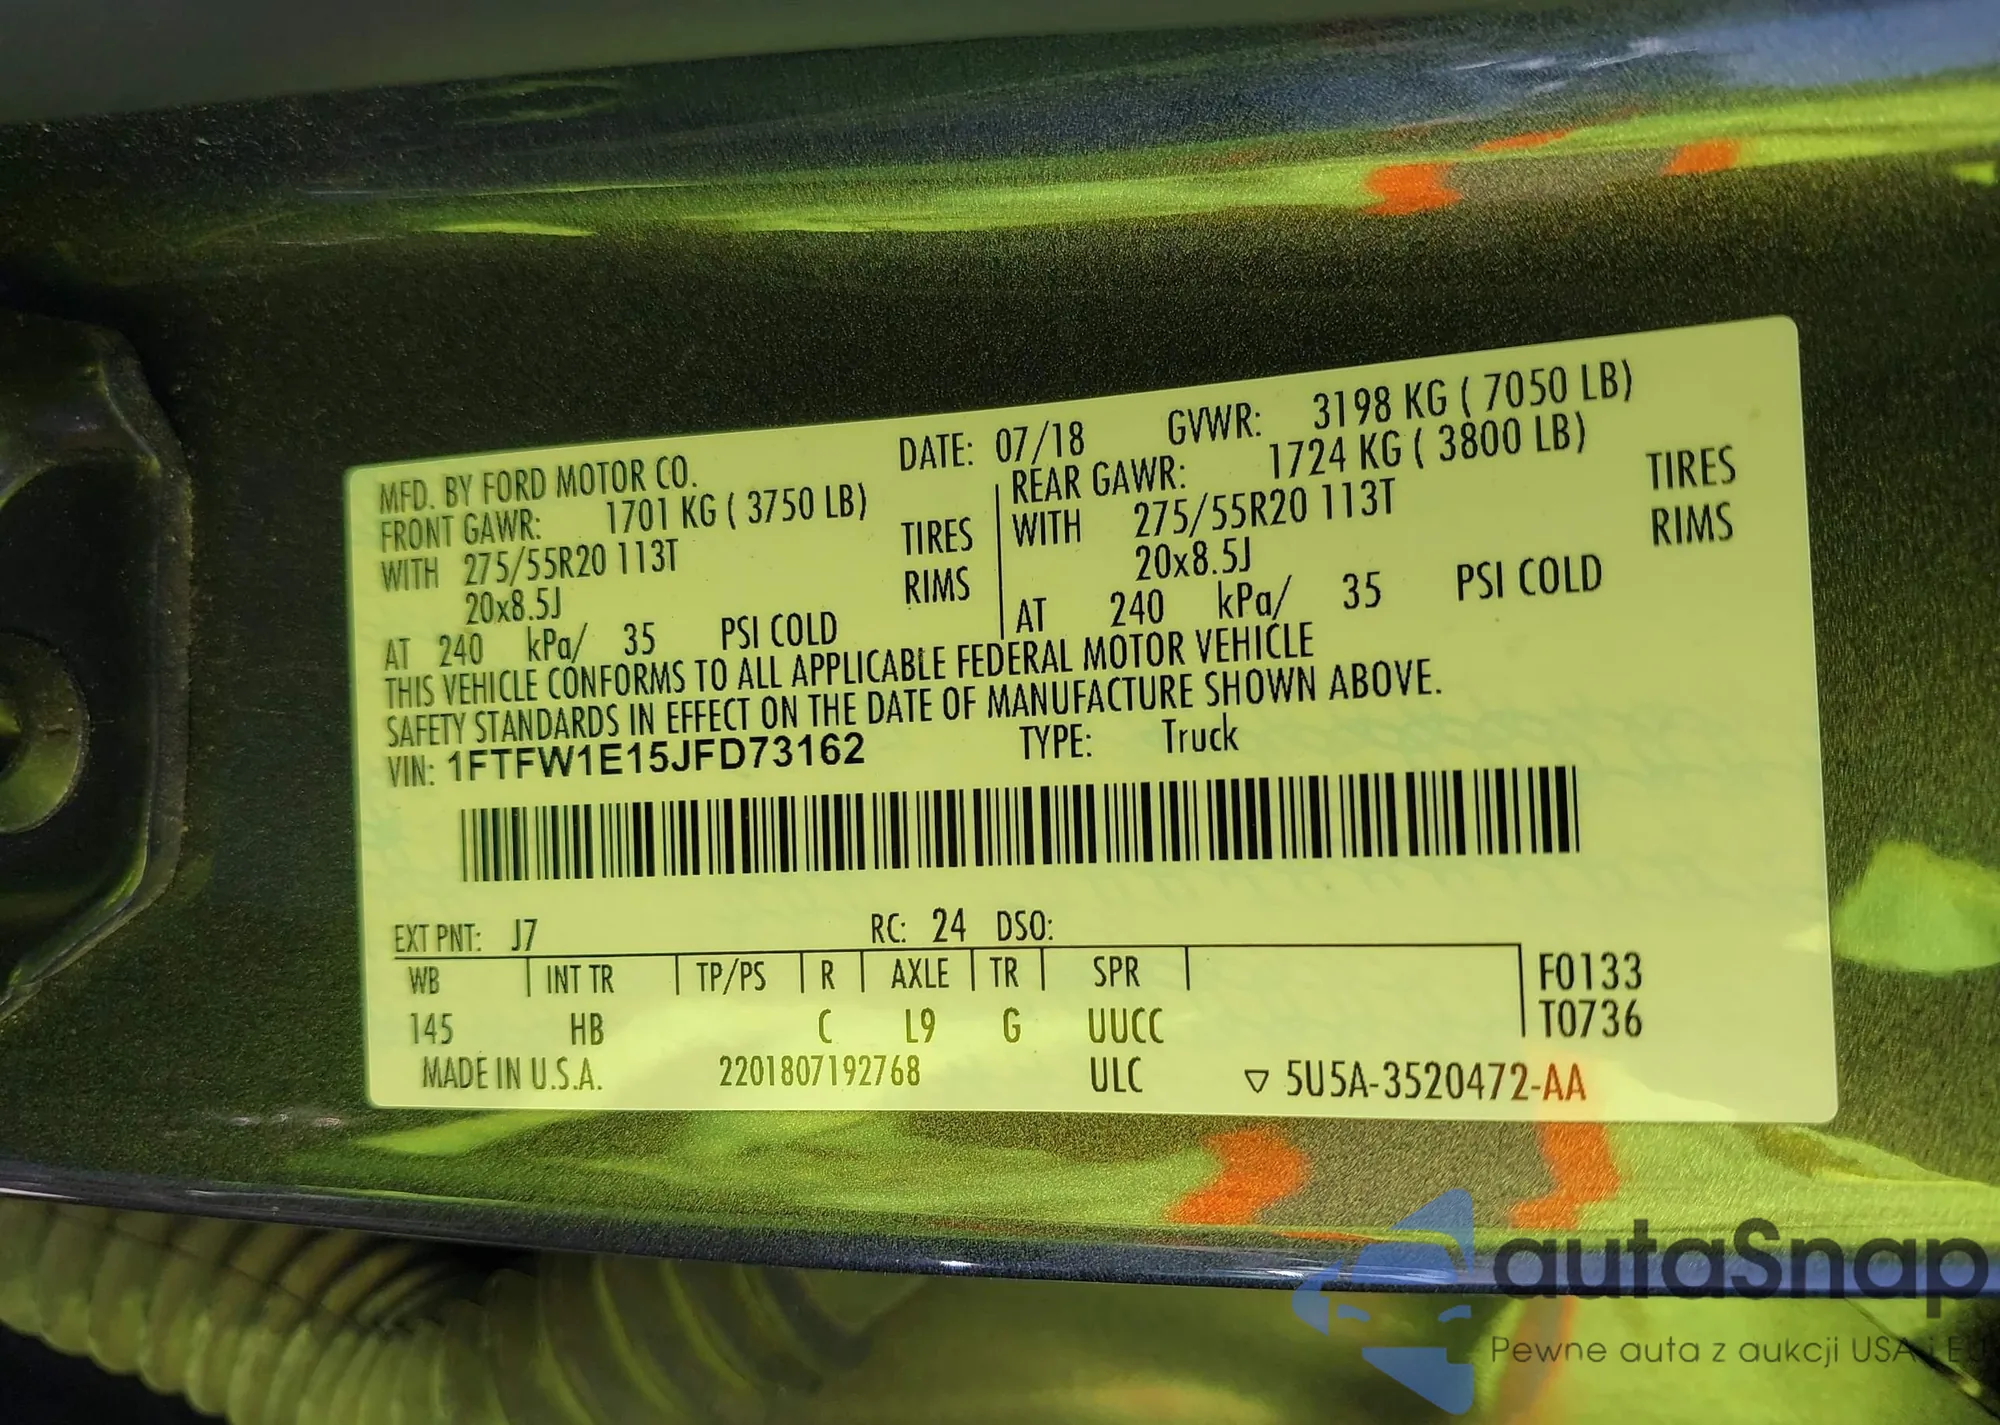 MFD. BY FORD MOTOR CO. DATE: 07/18 GVWR: 3198 KG ( 7050 LB)
FRONT GAWR: 1701 KG ( 3750 LB) REAR GAWR: 1724 KG ( 3800 LB)
WITH 275/55R20 113T TIRES WITH 275/55R20 113T TIRES
20x8.5J RIMS 20x8.5J RIMS
AT 240 kPa/ 35 PSI COLD AT 240 kPa/ 35 PSI COLD
THIS VEHICLE CONFORMS TO ALL APPLICABLE FEDERAL MOTOR VEHICLE
SAFETY STANDARDS IN EFFECT ON THE DATE OF MANUFACTURE SHOWN ABOVE.
VIN: 1FTFW1E15JFD73162 TYPE: Truck
EXT PNT: J7 RC: 24 DSO:
WB INT TR TP/PS R AXLE TR SPR F0133
145 HB C L9 G UUCC T0736
MADE IN U.S.A. 2201807192768 ULC ▽ 5U5A-3520472-AA
autaSnap
Pewne auta z aukcji USA i EU